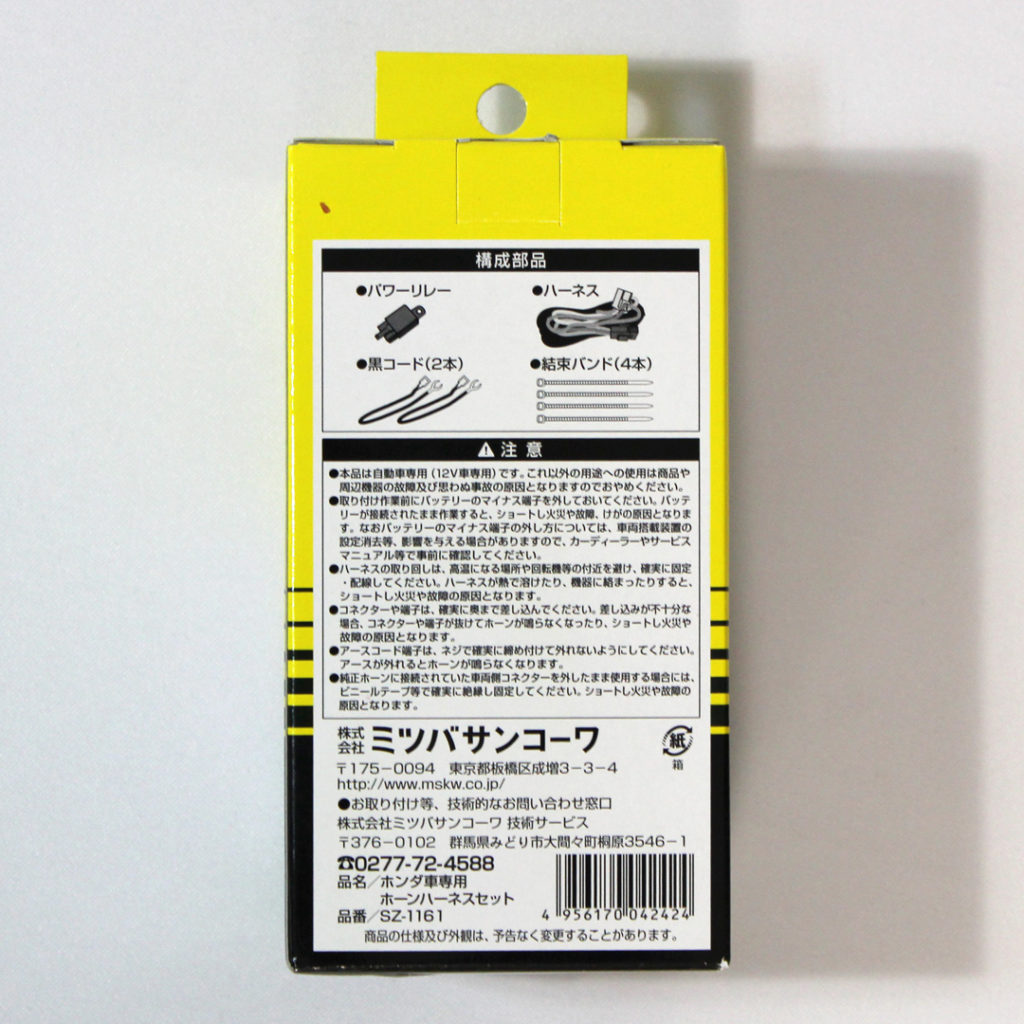 構成部品
●パワーリレー ●ハーネス
●黒コード(2本) ●結束バンド(4本)
注意
●本品は自動車専用(12V車専用)です。これ以外の用途への使用は商品や
周辺機器の故障及び思わぬ事故の原因となりますのでおやめください。
●取り付け作業前にバッテリーのマイナス端子を外しておいてください。バッテ
リーが接続されたまま作業すると、ショートし火災や故障、けがの原因となりま
す。なおバッテリーのマイナス端子の外し方については、車両搭載装置の
設定消去等、影響を与える場合がありますので、カーディーラーやサービス
マニュアル等で事前に確認してください。
●ハーネスの取り回しは、高温になる場所や回転機等の付近を避け、確実に固定
・配線してください。ハーネスが熱で溶けたり、機器に絡まったりすると、
ショートし火災や故障の原因となります。
●コネクターや端子は、確実に奥まで差し込んでください。差し込みが不十分な
場合、コネクターや端子が抜けてホーンが鳴らなくなったり、ショートし火災や
故障の原因となります。
●アースコード端子は、ネジで確実に締め付けて外れないようにしてください。
アースが外れるとホーンが鳴らなくなります。
●純正ホーンに接続されていた車両側コネクターを外したまま使用する場合には、
ビニールテープ等で確実に絶縁し固定してください。ショートし火災や故障の
原因となります。
株式会社 ミツバサンコーワ
紙
箱
〒175-0094 東京都板橋区成増3-3-4
http://www.mskw.co.jp/
●お取り付け等、技術的なお問い合わせ窓口
株式会社ミツバサンコーワ 技術サービス
〒376-0102 群馬県みどり市大間々町桐原3546-1
☎0277-72-4588
品名/ホンダ車専用
ホーンハーネスセット
品番/SZ-1161
4 956170 042424
商品の仕様及び外観は、予告なく変更することがあります。